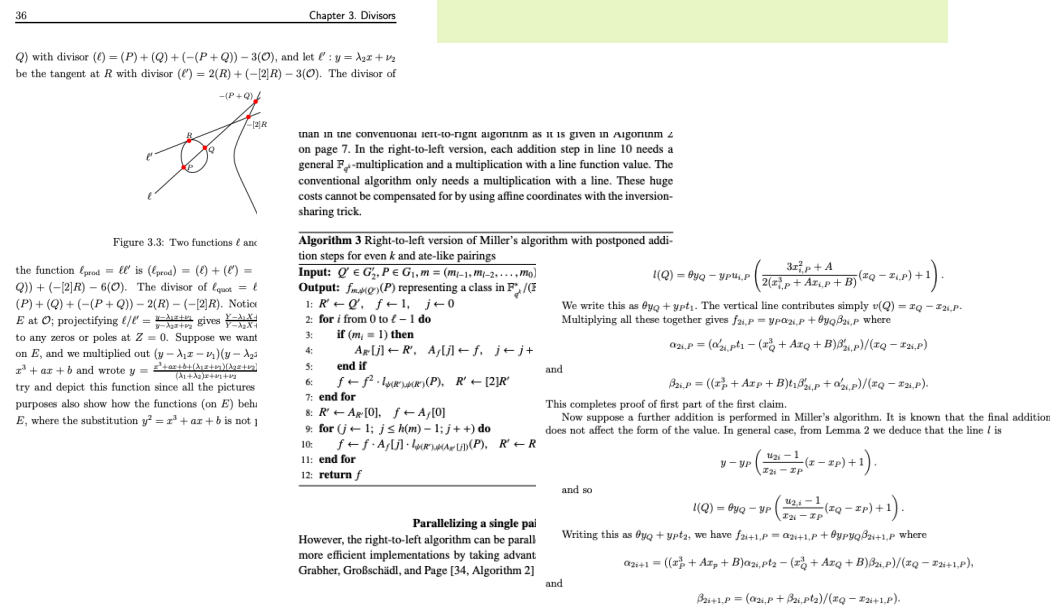 36
Chapter 3. Divisors
Q) with divisor (ℓ) = (P) + (Q) + (−(P + Q)) − 3(𝒪), and let ℓ′ : y = λ₂x + ν₂
be the tangent at R with divisor (ℓ′) = 2(R) + (−[2]R) − 3(𝒪). The divisor of
−(P + Q)
−[2]R
R
Q
P
ℓ′
ℓ
Figure 3.3: Two functions ℓ and
the function ℓprod = ℓℓ′ is (ℓprod) = (ℓ) + (ℓ′) =
Q)) + (−[2]R) − 6(𝒪). The divisor of ℓquot =
(P) + (Q) + (−(P + Q)) − 2(R) − (−[2]R). Notice
E at 𝒪; projectifying ℓ/ℓ′ = (y−λ₁x+ν₁)/(y−λ₂x+ν₂) gives
to any zeros or poles at Z = 0. Suppose we want
on E, and we multiplied out (y − λ₁x − ν₁)(y − λ₂
x³ + ax + b and wrote y = (x³+ax+b+(λ₁x+ν₁)(λ₂x+ν₂))/((λ₁+λ₂)x+ν₁+ν₂)
try and depict this function since all the pictures
purposes also show how the functions (on E)
E, where the substitution y² = x³ + ax + b is not
than in the conventional left-to-right algorithm as it is given in Algorithm 2
on page 7. In the right-to-left version, each addition step in line 10 needs a
general 𝔽_{q^k}-multiplication and a multiplication with a line function value. The
conventional algorithm only needs a multiplication with a line. These huge
costs cannot be compensated for by using affine coordinates with the inversion-
sharing trick.
Algorithm 3 Right-to-left version of Miller's algorithm with postponed addi-
tion steps for even k and ate-like pairings
Input: Q′ ∈ G′₂, P ∈ G₁, m = (m_{l−1}, m_{l−2}, . . . , m₀)
Output: f_{m,ψ(Q′)}(P) representing a class in 𝔽*_{q^k}/(𝔽
1: R′ ← Q′, f ← 1, j ← 0
2: for i from 0 to ℓ − 1 do
3: if (mᵢ = 1) then
4: A_{R′}[j] ← R′, A_f[j] ← f, j ← j +
5: end if
6: f ← f² · l_{ψ(R′),ψ(R′)}(P), R′ ← [2]R′
7: end for
8: R′ ← A_{R′}[0], f ← A_f[0]
9: for (j ← 1; j ≤ h(m) − 1; j + +) do
10: f ← f · A_f[j] · l_{ψ(R′),ψ(A_{R′}[j])}(P), R′ ← R
11: end for
12: return f
Parallelizing a single
However, the right-to-left algorithm can be
more efficient implementations by taking
Grabher, Großschädl, and Page [34, Algorithm 2]
l(Q) = θy_Q − y_P u_{i,P} ( (3x²_{i,P} + A)/(2(x³_{i,P} + Ax_{i,P} + B)) (x_Q − x_{i,P}) + 1 ) .
We write this as θy_Q + y_P t₁. The vertical line contributes simply v(Q) = x_Q − x_{2i,P}.
Multiplying all these together gives f_{2i,P} = y_P α_{2i,P} + θy_Q β_{2i,P} where
α_{2i,P} = (α′_{2i,P} t₁ − (x³_Q + Ax_Q + B)β′_{2i,P})/(x_Q − x_{2i,P})
and
β_{2i,P} = ((x³_P + Ax_P + B)t₁β′_{2i,P} + α′_{2i,P})/(x_Q − x_{2i,P}).
This completes proof of first part of the first claim.
Now suppose a further addition is performed in Miller's algorithm. It is known that the final addition
does not affect the form of the value. In general case, from Lemma 2 we deduce that the line l is
y − y_P ( (u_{2i} − 1)/(x_{2i} − x_P) (x − x_P) + 1 ) .
and so
l(Q) = θy_Q − y_P ( (u_{2,i} − 1)/(x_{2i} − x_P) (x_Q − x_P) + 1 ) .
Writing this as θy_Q + y_P t₂, we have f_{2i+1,P} = α_{2i+1,P} + θy_P y_Q β_{2i+1,P} where
α_{2i+1} = ((x³_P + Ax_p + B)α_{2i,P} t₂ − (x³_Q + Ax_Q + B)β_{2i,P})/(x_Q − x_{2i+1,P}),
and
β_{2i+1,P} = (α_{2i,P} + β_{2i,P} t₂)/(x_Q − x_{2i+1,P}).